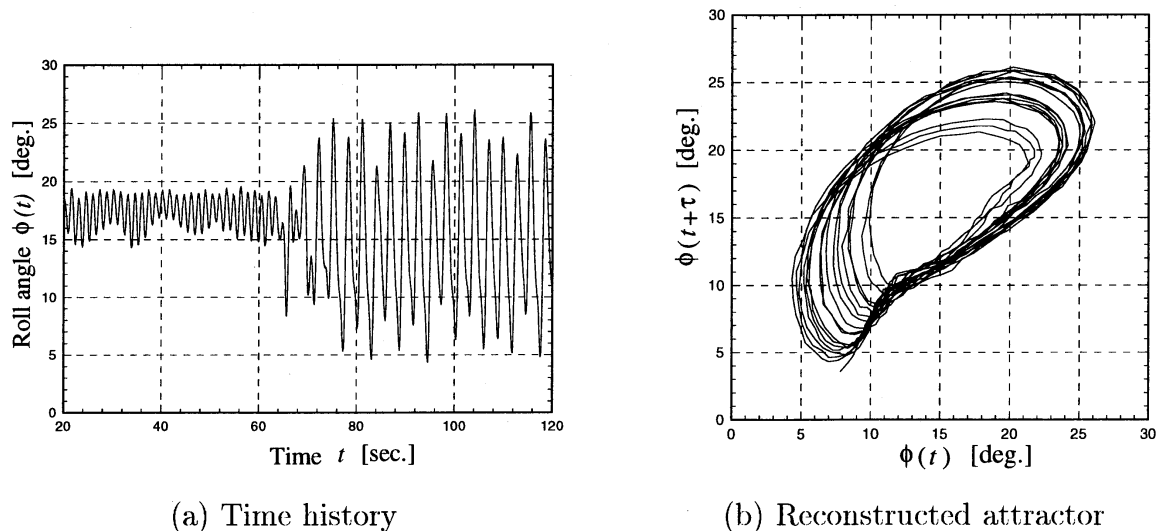 30
25
20
15
10
5
0
20 40 60 80 100 120
Roll angle ϕ(t) [deg.]
Time t [sec.]
(a) Time history
30
25
20
15
10
5
0
0 5 10 15 20 25 30
ϕ(t+τ) [deg.]
ϕ(t) [deg.]
(b) Reconstructed attractor